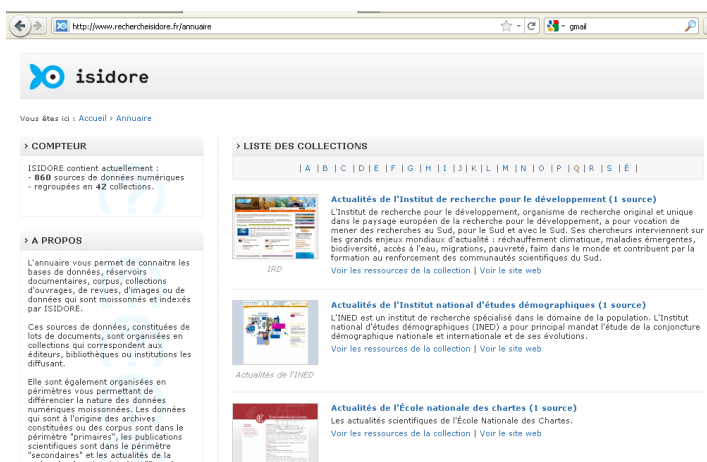 http://www.rechercheisidore.fr/annuaire
gmail
isidore
Vous êtes ici : Accueil › Annuaire
› COMPTEUR
ISIDORE contient actuellement :
- 860 sources de données numériques
- regroupées en 42 collections.
› A PROPOS
L'annuaire vous permet de connaitre les
bases de données, réservoirs
documentaires, corpus, collections
d'ouvrages, de revues, d'images ou de
données qui sont moissonnés et indexés
par ISIDORE.
Ces sources de données, constituées de
lots de documents, sont organisées en
collections qui correspondent aux
éditeurs, bibliothèques ou institutions les
diffusant.
Elle sont également organisées en
périmètres vous permettant de
différencier la nature des données
numériques moissonnées. Les données
qui sont à l'origine des archives
constituées ou des corpus sont dans le
périmètre "primaires", les publications
scientifiques sont dans le périmètre
"secondaires" et les actualités de la
› LISTE DES COLLECTIONS
| A | B | C | D | E | F | G | H | I | J | K | L | M | N | O | P | Q | R | S | É |
Actualités de l'Institut de recherche pour le développement (1 source)
L'Institut de recherche pour le développement, organisme de recherche original et unique
dans le paysage européen de la recherche pour le développement, a pour vocation de
mener des recherches au Sud, pour le Sud et avec le Sud. Ses chercheurs interviennent sur
les grands enjeux mondiaux d'actualité : réchauffement climatique, maladies émergentes,
biodiversité, accès à l'eau, migrations, pauvreté, faim dans le monde et contribuent par la
formation au renforcement des communautés scientifiques du Sud.
Voir les ressources de la collection | Voir le site web
IRD
Actualités de l'Institut national d'études démographiques (1 source)
L'INED est un institut de recherche spécialisé dans le domaine de la population. L'Institut
national d'études démographiques (INED) a pour principal mandat l'étude de la conjoncture
démographique nationale et internationale et de ses évolutions.
Voir les ressources de la collection | Voir le site web
Actualités de l'INED
Actualités de l'École nationale des chartes (1 source)
Les actualités scientifiques de l'École Nationale des Chartes.
Voir les ressources de la collection | Voir le site web